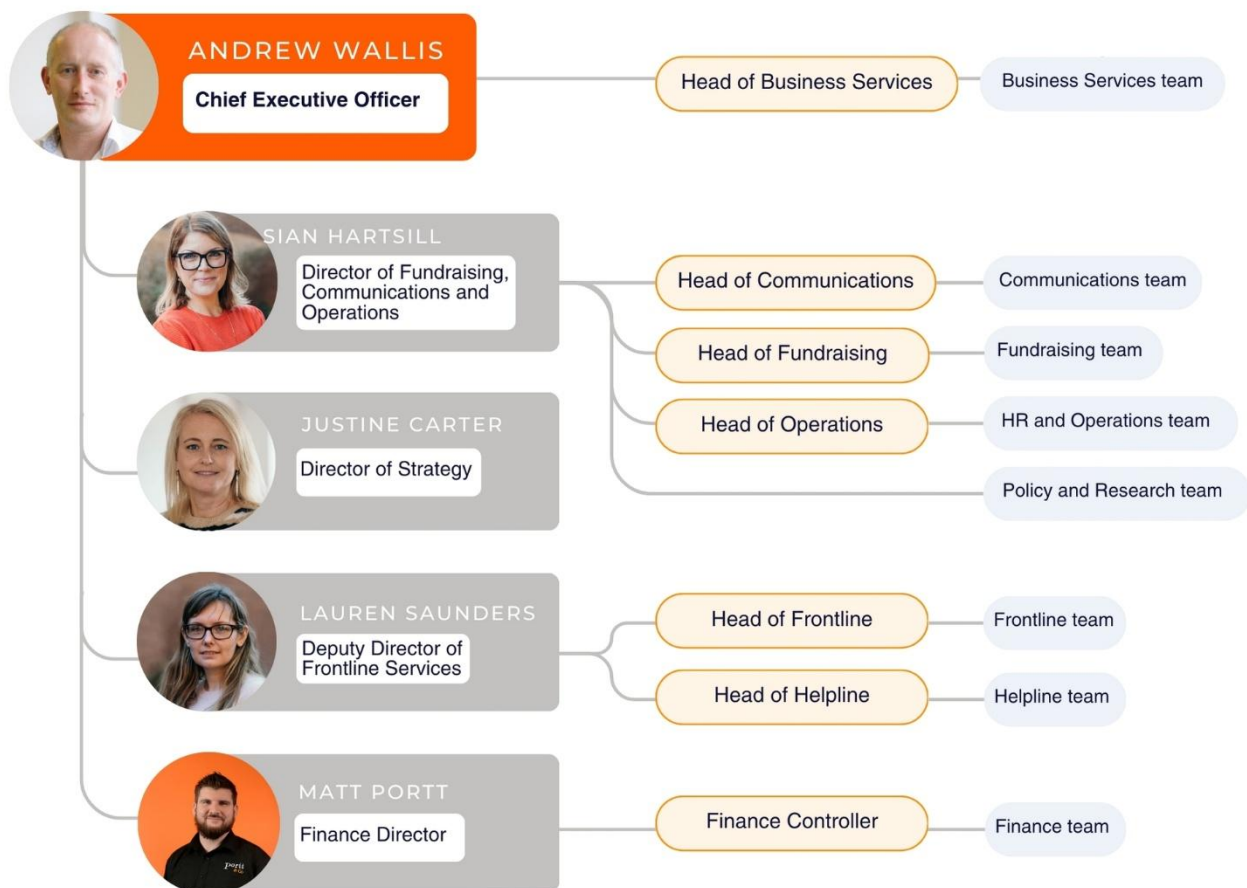 ANDREW WALLIS
Chief Executive Officer
Head of Business Services
Business Services team
SIAN HARTSILL
Director of Fundraising,
Communications and
Operations
Head of Communications
Communications team
Head of Fundraising
Fundraising team
Head of Operations
HR and Operations team
Policy and Research team
JUSTINE CARTER
Director of Strategy
LAUREN SAUNDERS
Deputy Director of
Frontline Services
Head of Frontline
Frontline team
Head of Helpline
Helpline team
MATT PORTT
Finance Director
Finance Controller
Finance team
portt
& Co